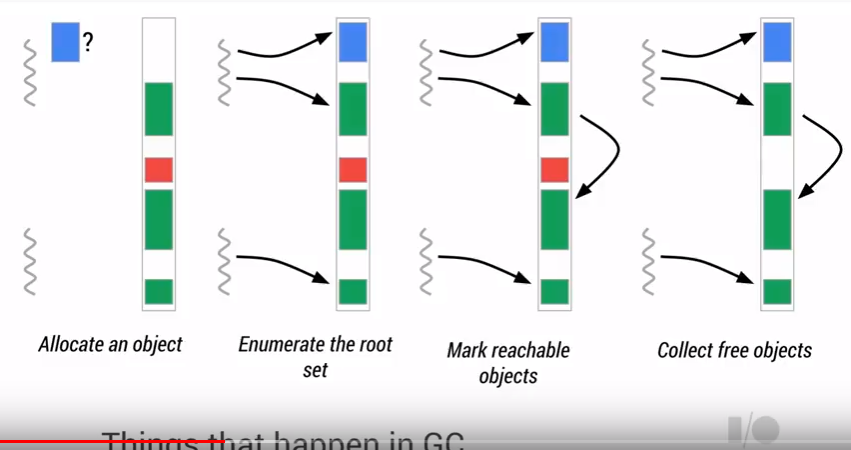 ?
Allocate an object
Enumerate the root
set
Mark reachable
objects
Collect free objects
Things that happen in GC
I/O